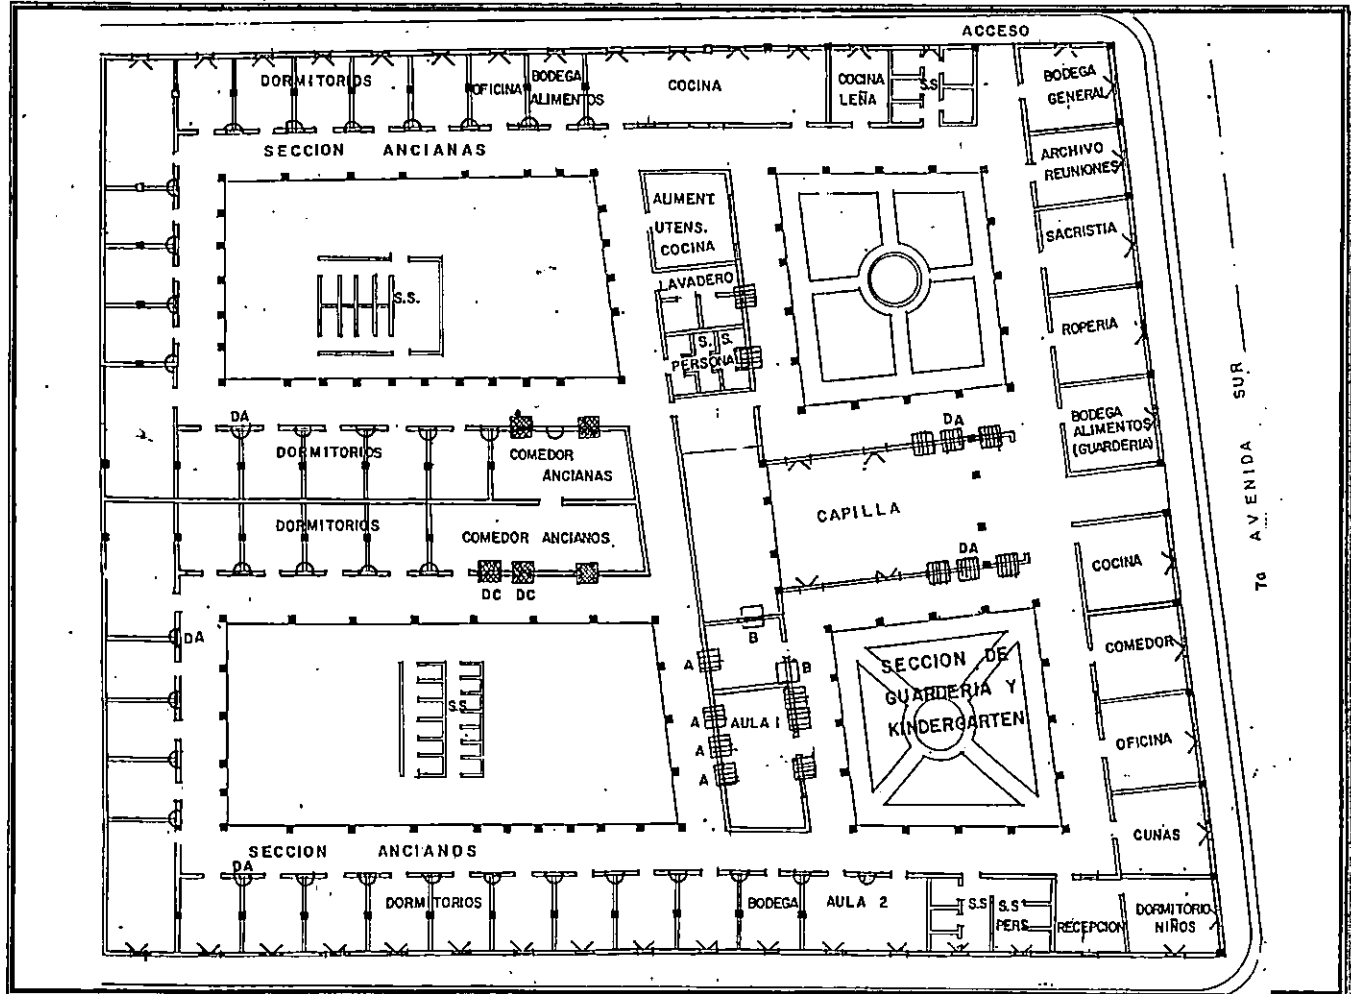 ACCESO
DORMITORIOS
OFICINA
BODEGA
ALIMENTOS
COCINA
COCINA
LEÑA
S.S
BODEGA
GENERAL
SECCION ANCIANAS
ARCHIVO
REUNIONES
AUMENT.
UTENS.
COCINA
SACRISTIA
LAVADERO
S.S.
ROPERIA
S. S.
PERSONAL
SUR
DA
DA
BODEGA
ALIMENTOS
(GUARDERIA)
DORMITORIOS
COMEDOR
ANCIANAS
AVENIDA
CAPILLA
DORMITORIOS
COMEDOR ANCIANOS
DA
COCINA
7a
DC DC
DA
B
COMEDOR
A
B
SECCION DE
GUARDERIA Y
KINDERGARTEN
S.S
A
AULA 1
OFICINA
A
A
CUNAS
SECCION ANCIANOS
DA
DORMITORIOS
BODEGA
AULA 2
S.S
S.S
PERS.
RECEPCION
DORMITORIO
NIÑOS